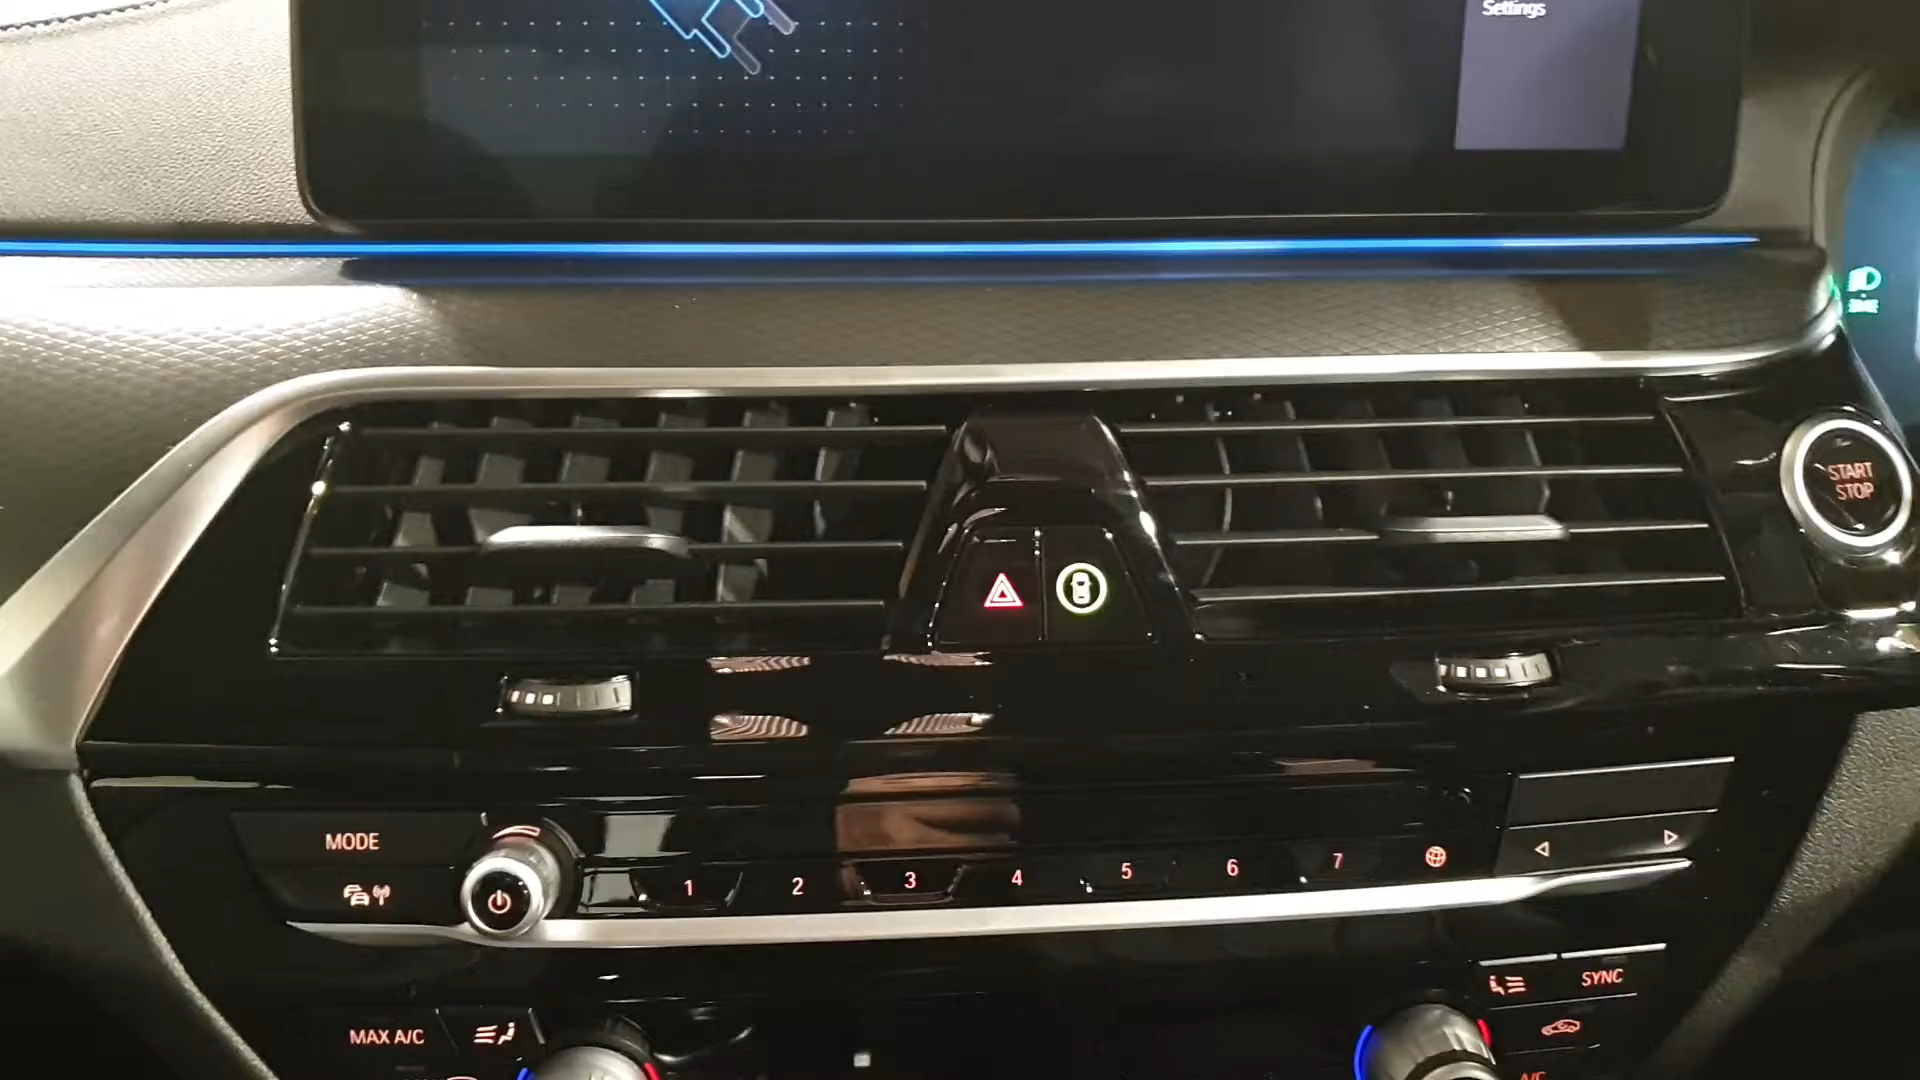 Settings
START
STOP
MODE
1 2 3 4 5 6 7
SYNC
MAX A/C
A/C